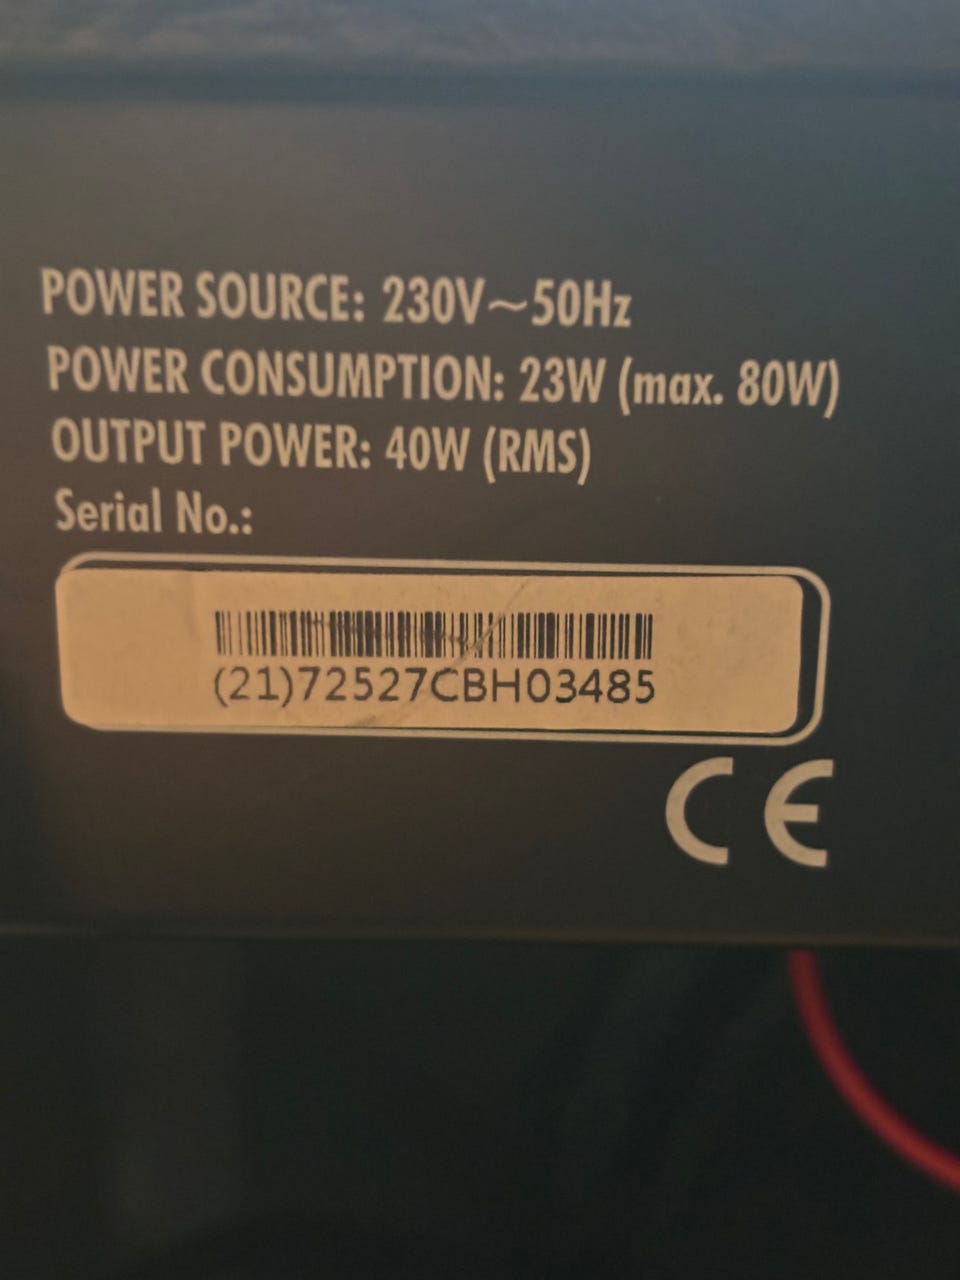 POWER SOURCE: 230V~50Hz
POWER CONSUMPTION: 23W (max. 80W)
OUTPUT POWER: 40W (RMS)
Serial No.:
(21)72527CBH03485
CE